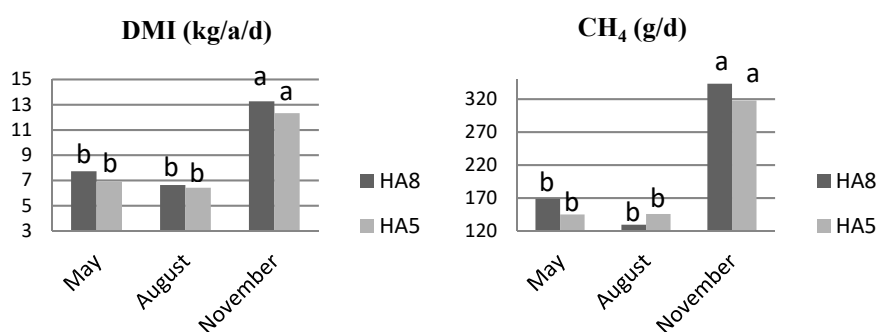 DMI (kg/a/d)
15
13
11
9
7
5
3
b b
b b
a a
May
August
November
HA8
HA5
CH₄ (g/d)
320
270
220
170
120
b b
b b
a a
May
August
November
HA8
HA5